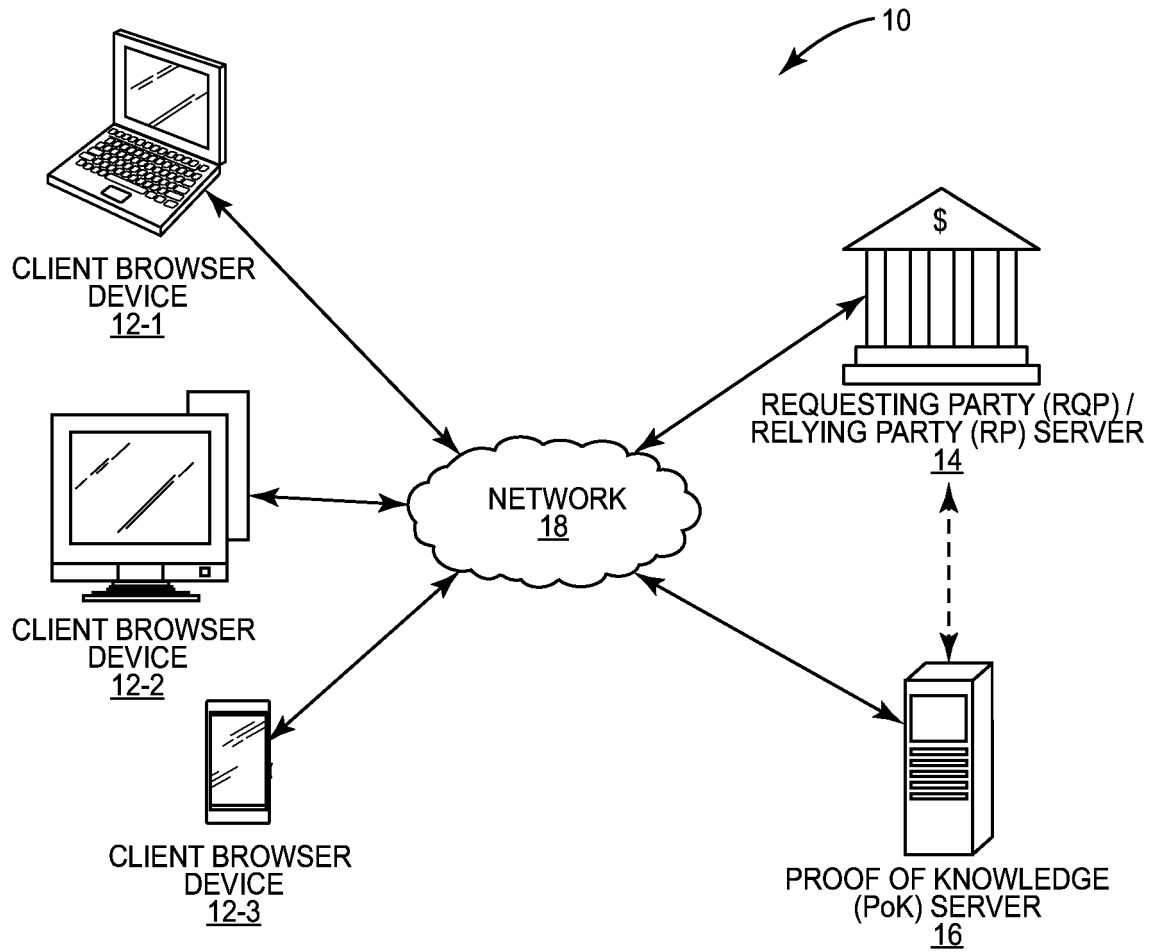 10
CLIENT BROWSER
DEVICE
12-1
$
REQUESTING PARTY (RQP) /
RELYING PARTY (RP) SERVER
14
NETWORK
18
CLIENT BROWSER
DEVICE
12-2
CLIENT BROWSER
DEVICE
12-3
PROOF OF KNOWLEDGE
(PoK) SERVER
16